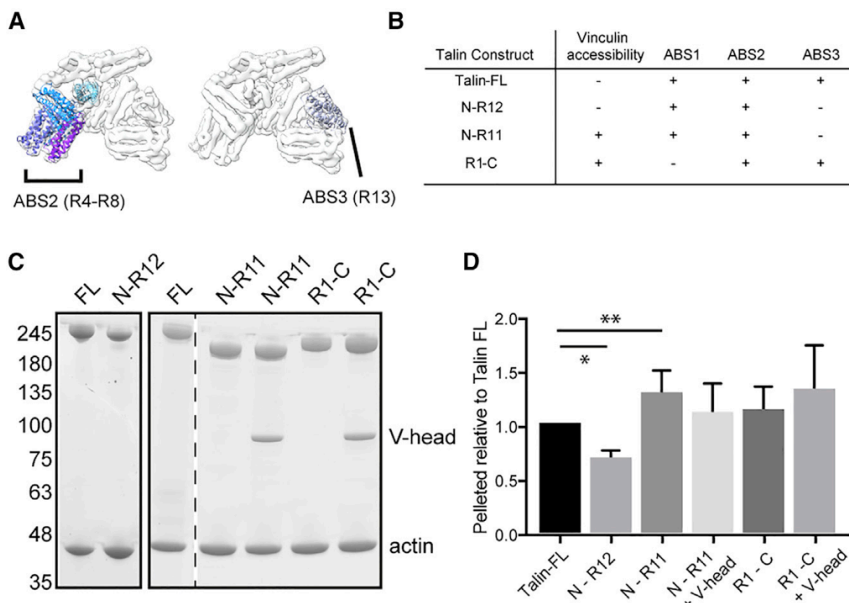 A
ABS2 (R4-R8)
ABS3 (R13)
B
Talin Construct Vinculin accessibility ABS1 ABS2 ABS3
Talin-FL - + + +
N-R12 - + + -
N-R11 + + + -
R1-C + - + +
C
FL N-R12 FL N-R11 N-R11 R1-C R1-C
245
180
135
100
75
63
48
35
V-head
actin
D
Pelleted relative to Talin FL
2.0
1.5
1.0
0.5
0.0
**
*
Talin-FL
N - R12
N - R11
N - R11 + V-head
R1 - C
R1 - C + V-head